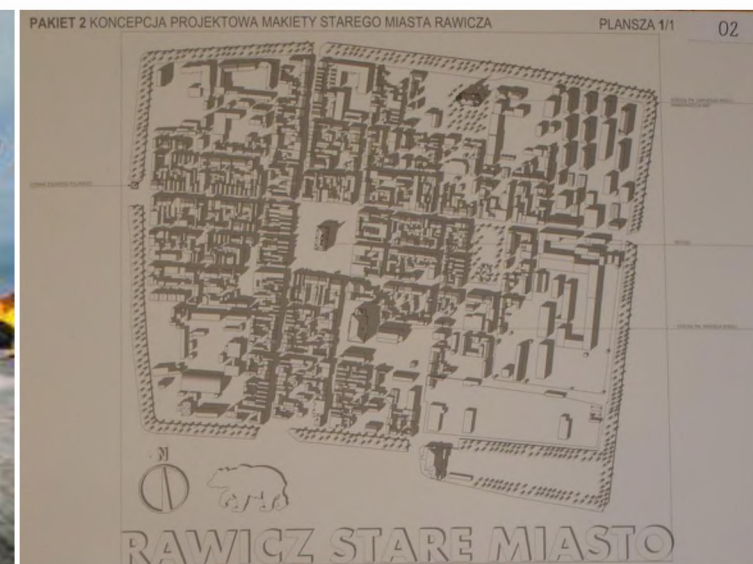 PAKIET 2 KONCEPCJA PROJEKTOWA MAKIETY STAREGO MIASTA RAWICZA
PLANSZA 1/1
02
N
RAWICZ STARE MIASTO